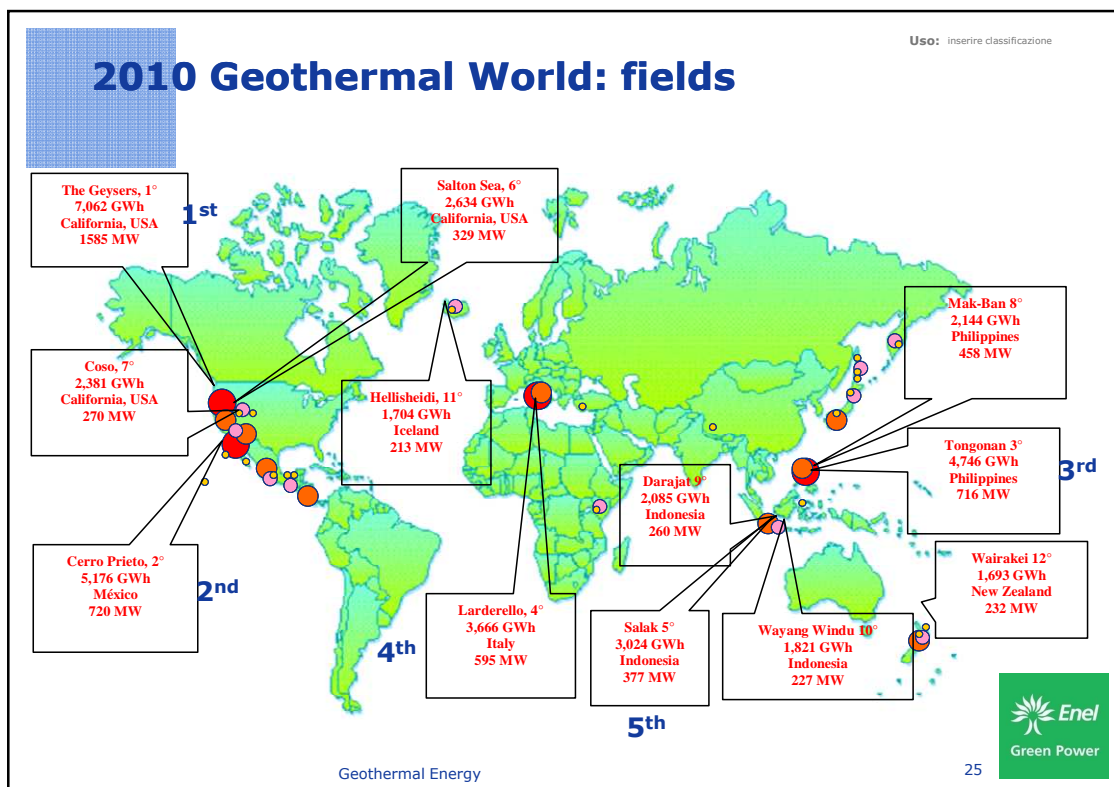 Uso: inserire classificazione
2010 Geothermal World: fields
The Geysers, 1°
7,062 GWh
California, USA
1585 MW
1st
Salton Sea, 6°
2,634 GWh
California, USA
329 MW
Mak-Ban 8°
2,144 GWh
Philippines
458 MW
Coso, 7°
2,381 GWh
California, USA
270 MW
Hellisheidi, 11°
1,704 GWh
Iceland
213 MW
Tongonan 3°
4,746 GWh
Philippines
716 MW
3rd
Darajat 9°
2,085 GWh
Indonesia
260 MW
Cerro Prieto, 2°
5,176 GWh
México
720 MW
2nd
Wairakei 12°
1,693 GWh
New Zealand
232 MW
Larderello, 4°
3,666 GWh
Italy
595 MW
4th
Salak 5°
3,024 GWh
Indonesia
377 MW
5th
Wayang Windu 10°
1,821 GWh
Indonesia
227 MW
Enel
Green Power
Geothermal Energy
25